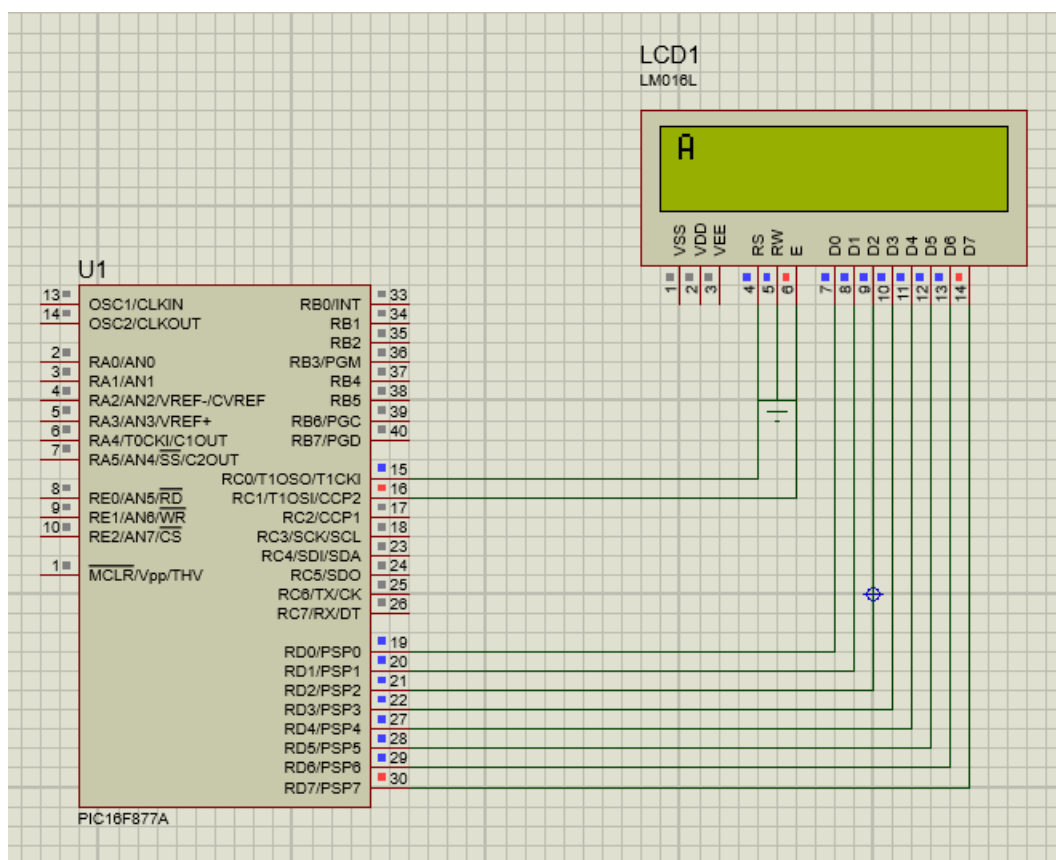 LCD1
LM016L
A
VSS
VDD
VEE
RS
RW
E
D0
D1
D2
D3
D4
D5
D6
D7
1
2
3
4
5
6
7
8
9
10
11
12
13
14
U1
13 OSC1/CLKIN
14 OSC2/CLKOUT
2 RA0/AN0
3 RA1/AN1
4 RA2/AN2/VREF-/CVREF
5 RA3/AN3/VREF+
6 RA4/T0CKI/C1OUT
7 RA5/AN4/SS/C2OUT
8 RE0/AN5/RD
9 RE1/AN6/WR
10 RE2/AN7/CS
1 MCLR/Vpp/THV
RB0/INT 33
RB1 34
RB2 35
RB3/PGM 36
RB4 37
RB5 38
RB6/PGC 39
RB7/PGD 40
RC0/T1OSO/T1CKI 15
RC1/T1OSI/CCP2 16
RC2/CCP1 17
RC3/SCK/SCL 18
RC4/SDI/SDA 23
RC5/SDO 24
RC6/TX/CK 25
RC7/RX/DT 26
RD0/PSP0 19
RD1/PSP1 20
RD2/PSP2 21
RD3/PSP3 22
RD4/PSP4 27
RD5/PSP5 28
RD6/PSP6 29
RD7/PSP7 30
PIC16F877A